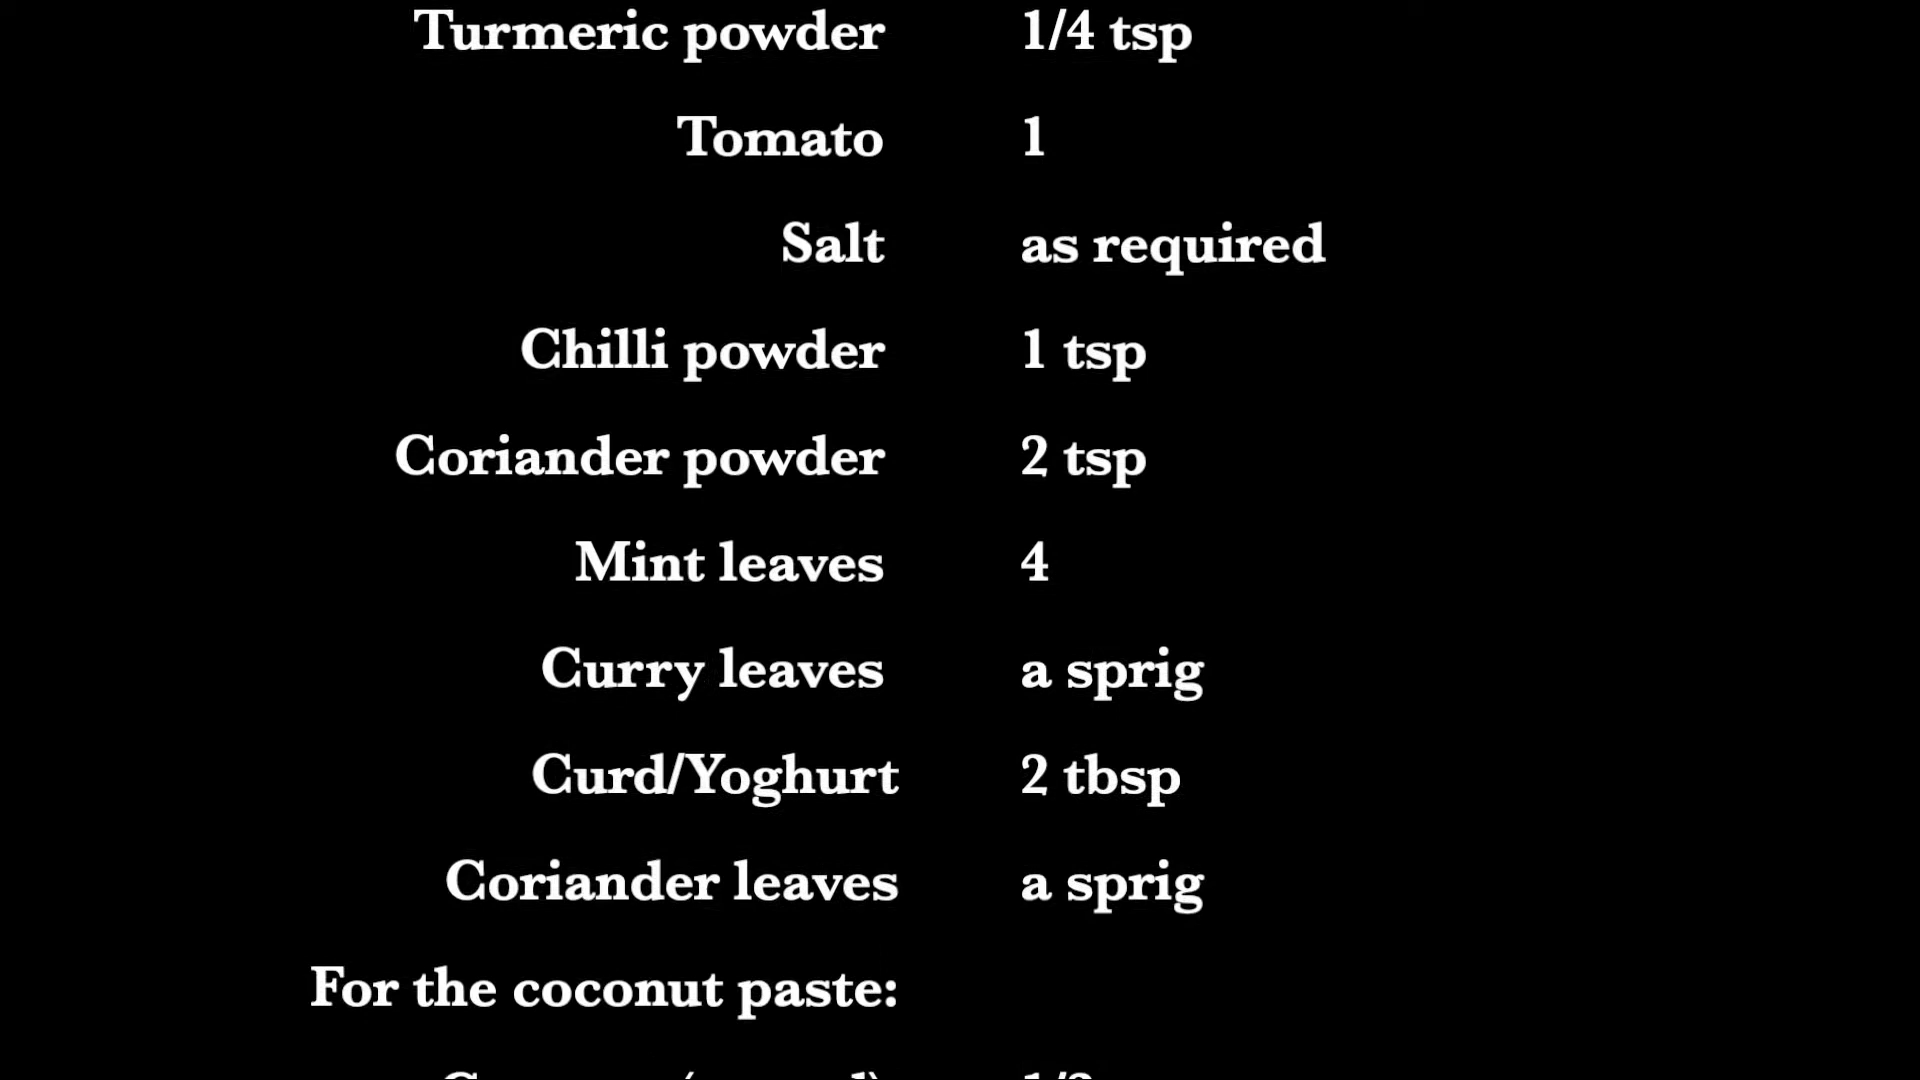 Turmeric powder 1/4 tsp
Tomato 1
Salt as required
Chilli powder 1 tsp
Coriander powder 2 tsp
Mint leaves 4
Curry leaves a sprig
Curd/Yoghurt 2 tbsp
Coriander leaves a sprig
For the coconut paste: